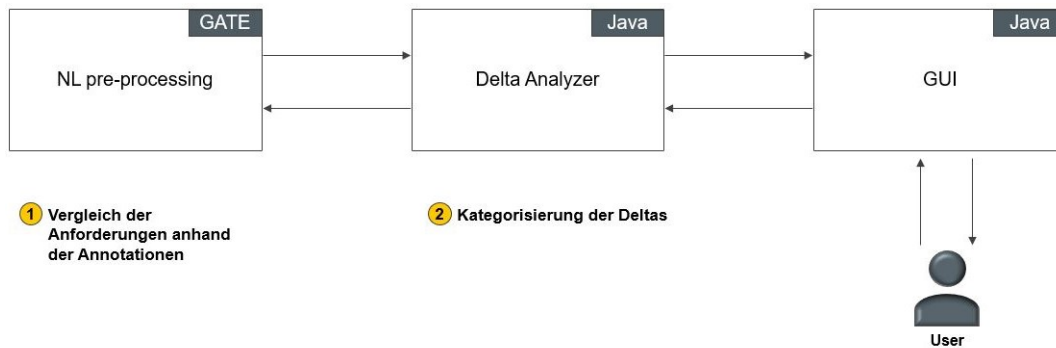 GATE
NL pre-processing
Java
Delta Analyzer
Java
GUI
1 Vergleich der
Anforderungen anhand
der Annotationen
2 Kategorisierung der Deltas
User